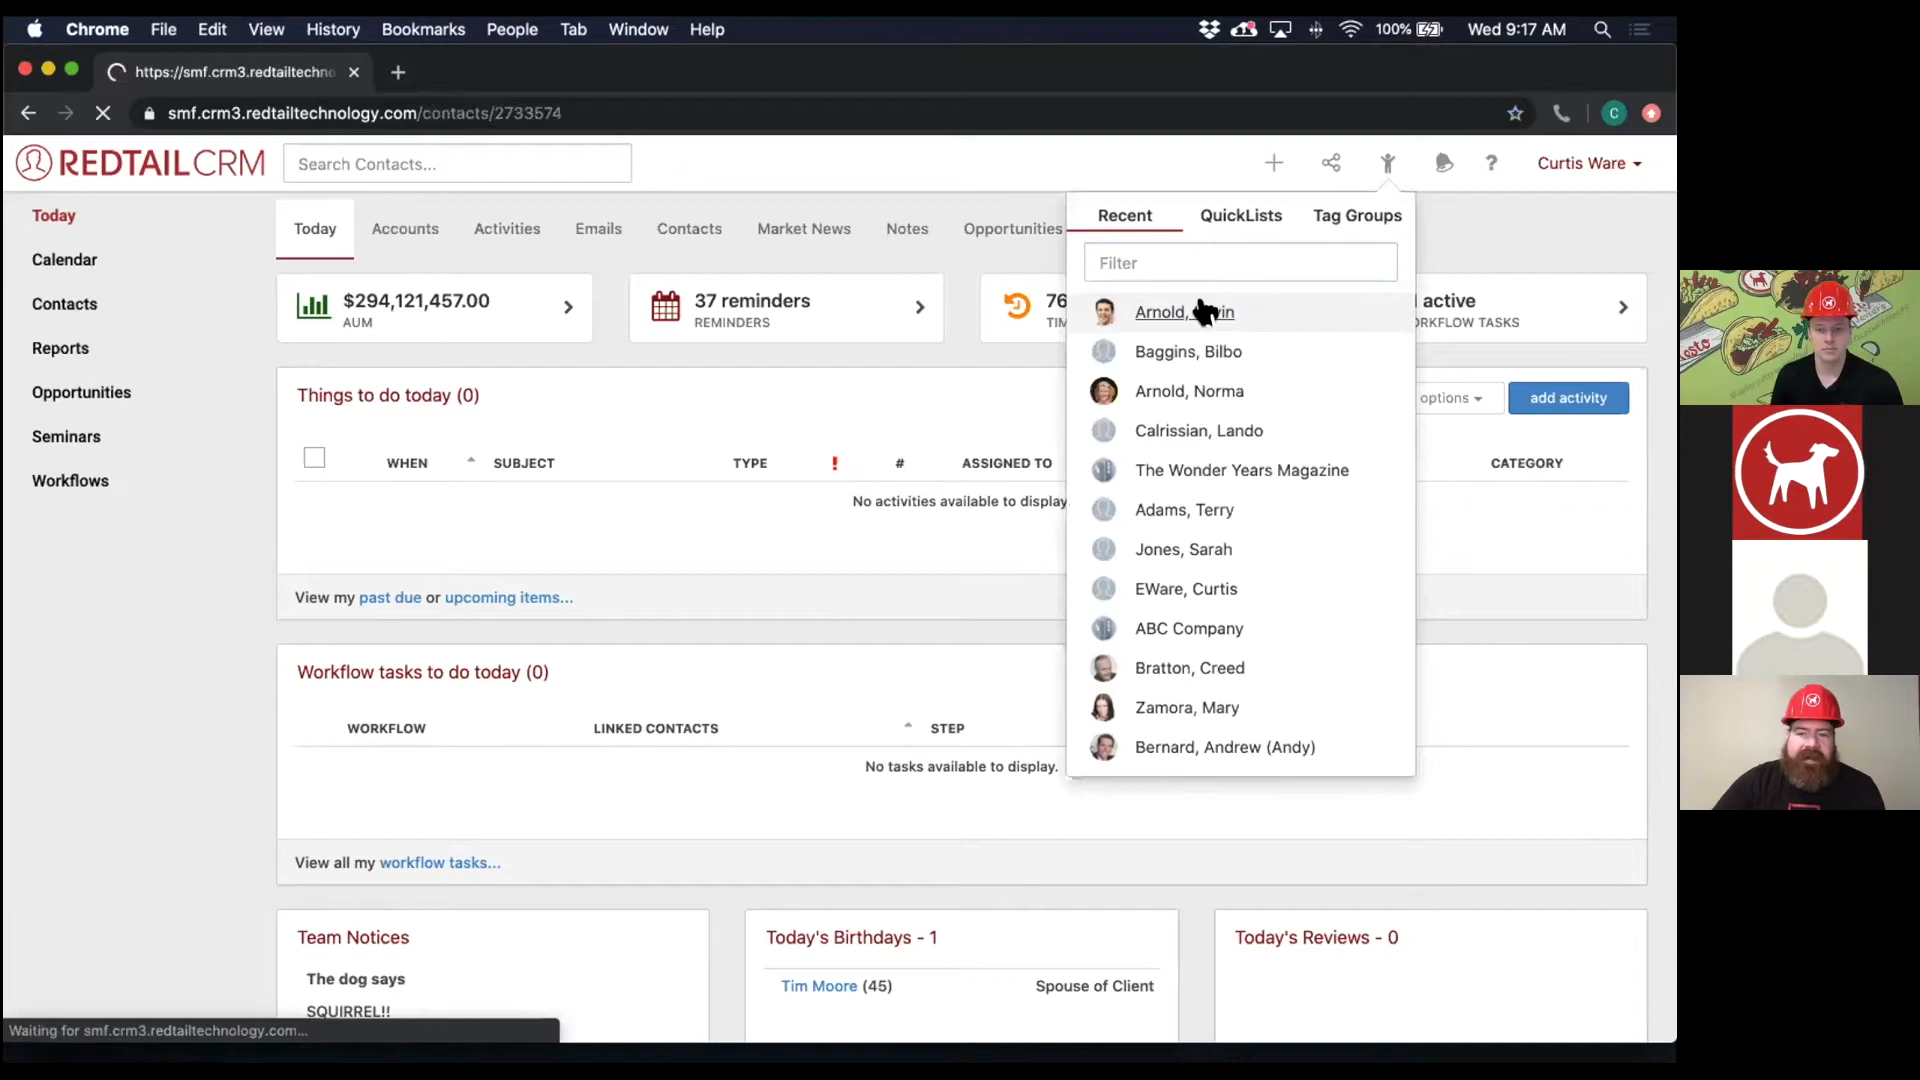 Chrome File Edit View History Bookmarks People Tab Window Help 100% Wed 9:17 AM
https://smf.crm3.redtailtechno
smf.crm3.redtailtechnology.com/contacts/2733574 C
REDTAILCRM Search Contacts... ? Curtis Ware
Today
Calendar
Contacts
Reports
Opportunities
Seminars
Workflows
Today Accounts Activities Emails Contacts Market News Notes Opportunities
$294,121,457.00
AUM
37 reminders
REMINDERS
76
TIM
active
ORKFLOW TASKS
Recent QuickLists Tag Groups
Filter
Arnold,
Baggins, Bilbo
Arnold, Norma
Calrissian, Lando
The Wonder Years Magazine
Adams, Terry
Jones, Sarah
EWare, Curtis
ABC Company
Bratton, Creed
Zamora, Mary
Bernard, Andrew (Andy)
Things to do today (0)
options add activity
WHEN SUBJECT TYPE ! # ASSIGNED TO CATEGORY
No activities available to display.
View my past due or upcoming items...
Workflow tasks to do today (0)
WORKFLOW LINKED CONTACTS STEP
No tasks available to display.
View all my workflow tasks...
Team Notices
The dog says
SQUIRREL!!
Today's Birthdays - 1
Tim Moore (45) Spouse of Client
Today's Reviews - 0
Waiting for smf.crm3.redtailtechnology.com...